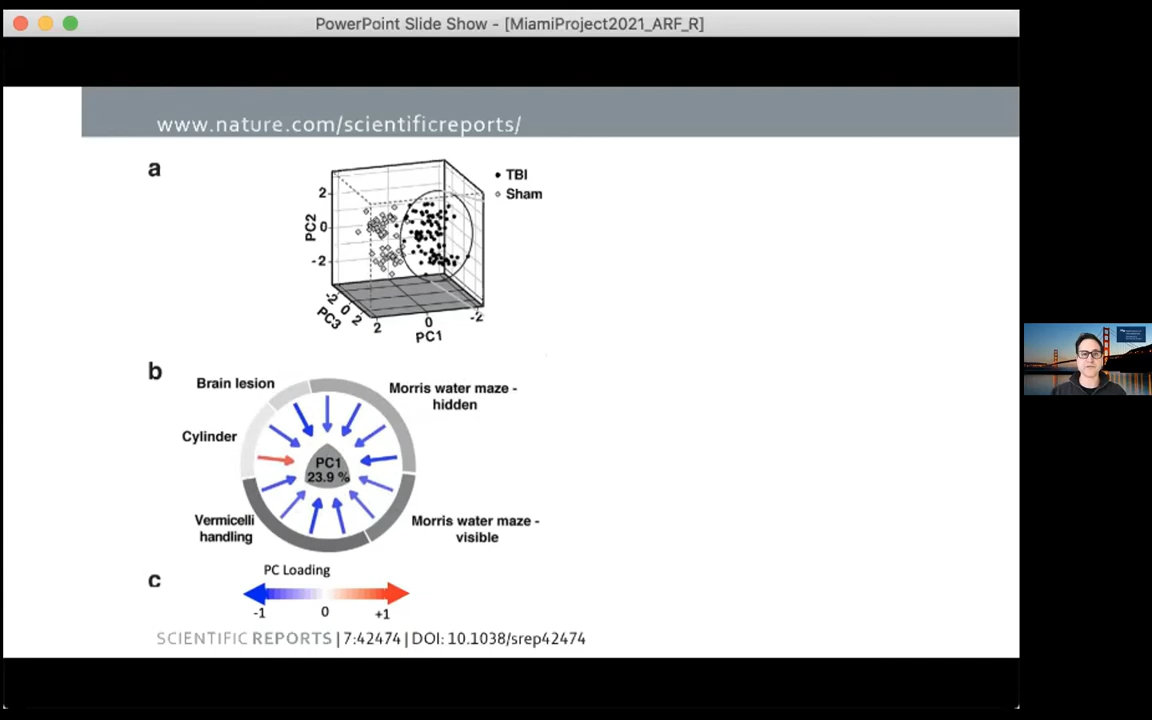 PowerPoint Slide Show - [MiamiProject2021_ARF_R]
www.nature.com/scientificreports/
a
TBI
Sham
2
0
-2
PC2
-2
0
2
PC3
2
0
-2
PC1
b
Brain lesion
Morris water maze -
hidden
Cylinder
PC1
23.9 %
Vermicelli
handling
Morris water maze -
visible
c
PC Loading
-1
0
+1
SCIENTIFIC REPORTS | 7:42474 | DOI: 10.1038/srep42474